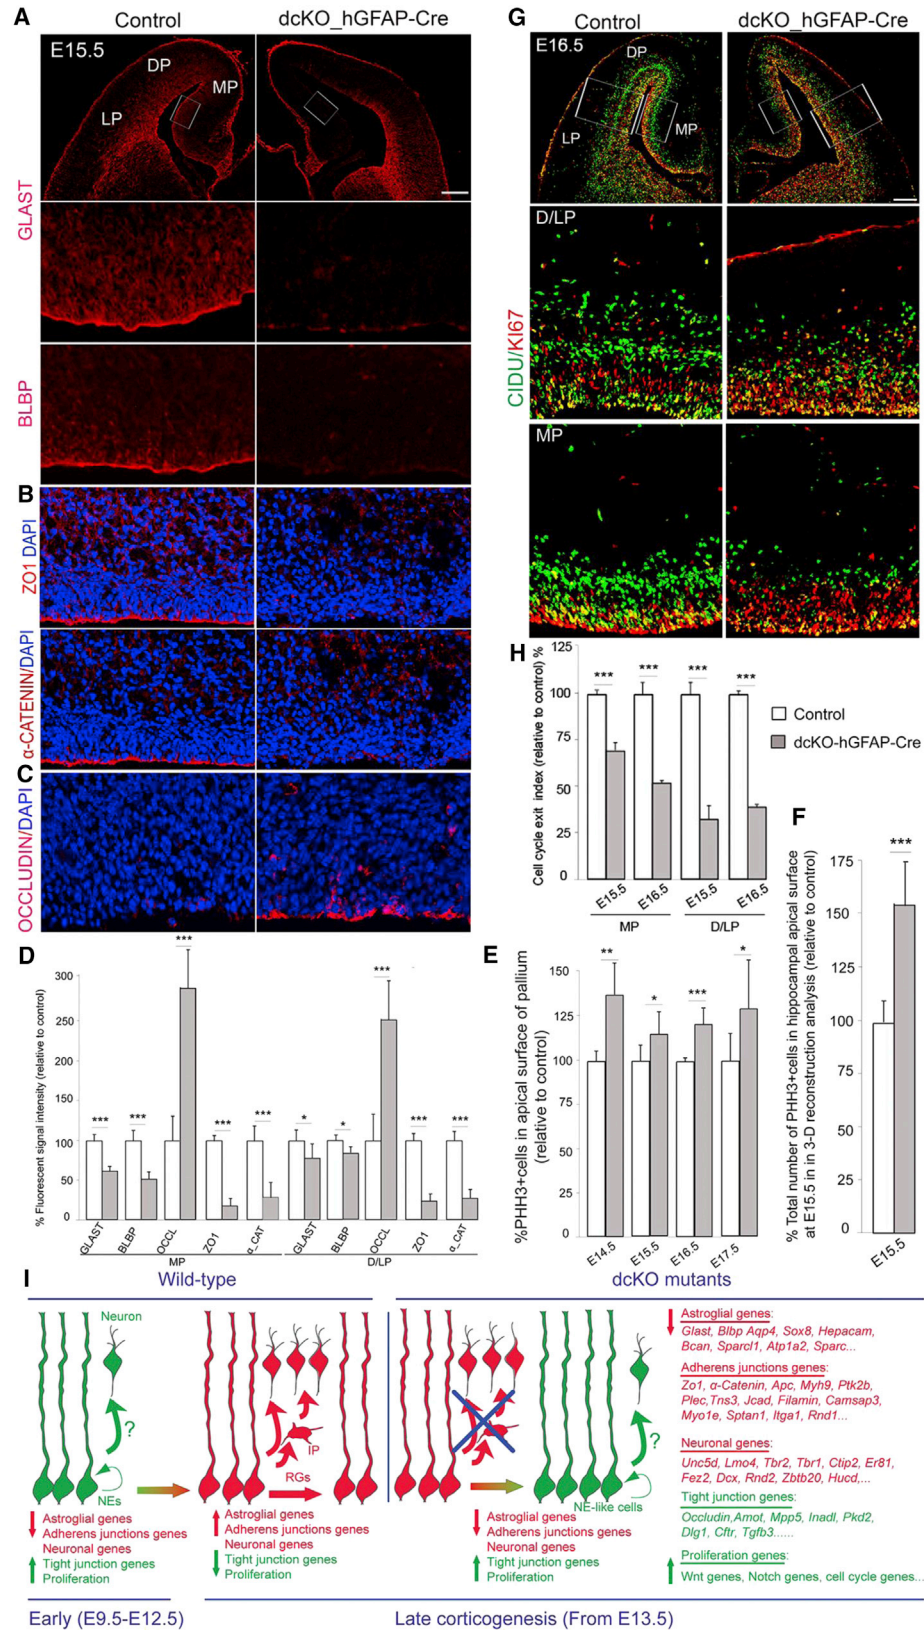 A
Control
dcKO_hGFAP-Cre
E15.5
DP
MP
LP
GLAST
BLBP
B
ZO1 DAPI
α-CATENIN/DAPI
C
OCCLUDIN/DAPI
D
% Fluorescent signal intensity (relative to control)
300
250
200
150
100
50
***
***
***
***
***
*
*
***
***
***
GLAST
BLBP
OCCL
ZO1
α_CAT
GLAST
BLBP
OCCL
ZO1
α_CAT
MP
D/LP
G
Control
dcKO_hGFAP-Cre
E16.5
DP
LP
MP
D/LP
CIDU/KI67
MP
H
Cell cycle exit index (relative to control) %
125
100
75
50
25
0
***
***
***
***
E15.5
E16.5
E15.5
E16.5
MP
D/LP
Control
dcKO-hGFAP-Cre
E
%PHH3+cells in apical surface of pallium
(relative to control)
150
125
100
75
50
25
0
**
*
***
*
E14.5
E15.5
E16.5
E17.5
F
% Total number of PHH3+cells in hippocampal apical surface
at E15.5 in in 3-D reconstruction analysis (relative to control)
175
150
125
100
75
50
25
0
***
E15.5
I
Wild-type
dcKO mutants
Neuron
?
NEs
IP
RGs
?
NE-like cells
Astroglial genes
Adherens junctions genes
Neuronal genes
Tight junction genes
Proliferation
Astroglial genes
Adherens junctions genes
Neuronal genes
Tight junction genes
Proliferation
Astroglial genes
Adherens junctions genes
Neuronal genes
Tight junction genes
Proliferation
Astroglial genes:
Glast, Blbp Aqp4, Sox8, Hepacam,
Bcan, Sparcl1, Atp1a2, Sparc...
Adherens junctions genes:
Zo1, α-Catenin, Apc, Myh9, Ptk2b,
Plec,Tns3, Jcad, Filamin, Camsap3,
Myo1e, Sptan1, Itga1, Rnd1...
Neuronal genes:
Unc5d, Lmo4, Tbr2, Tbr1, Ctip2, Er81,
Fez2, Dcx, Rnd2, Zbtb20, Hucd,...
Tight junction genes:
Occludin,Amot, Mpp5, Inadl, Pkd2,
Dlg1, Cftr, Tgfb3......
Proliferation genes:
Wnt genes, Notch genes, cell cycle genes...
Early (E9.5-E12.5)
Late corticogenesis (From E13.5)